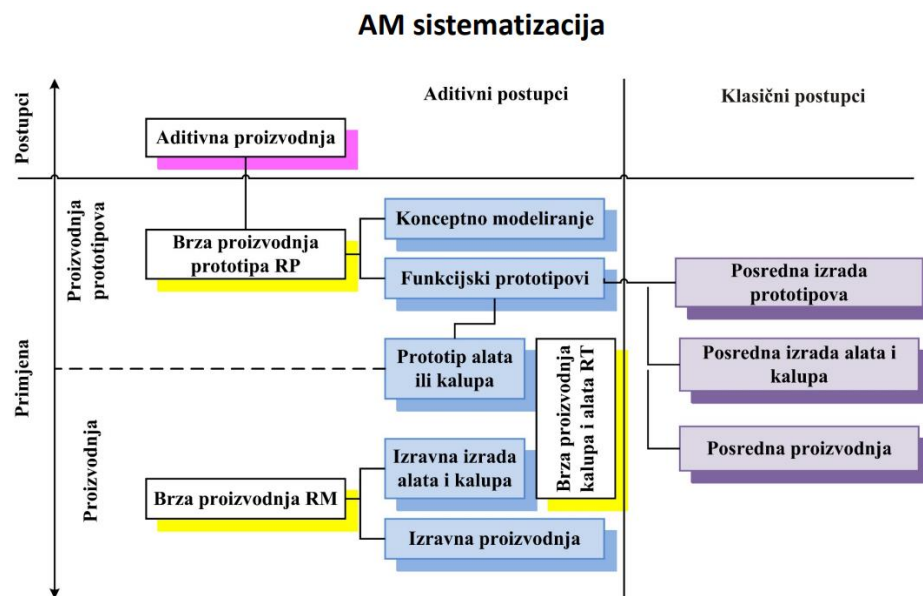 AM sistematizacija
Postupci
Aditivni postupci
Klasični postupci
Aditivna proizvodnja
Primjena
Proizvodnja
prototipova
Brza proizvodnja
prototipa RP
Konceptno modeliranje
Funkcijski prototipovi
Posredna izrada
prototipova
Prototip alata
ili kalupa
Brza proizvodnja
kalupa i alata RT
Posredna izrada alata i
kalupa
Proizvodnja
Brza proizvodnja RM
Izravna izrada
alata i kalupa
Posredna proizvodnja
Izravna proizvodnja